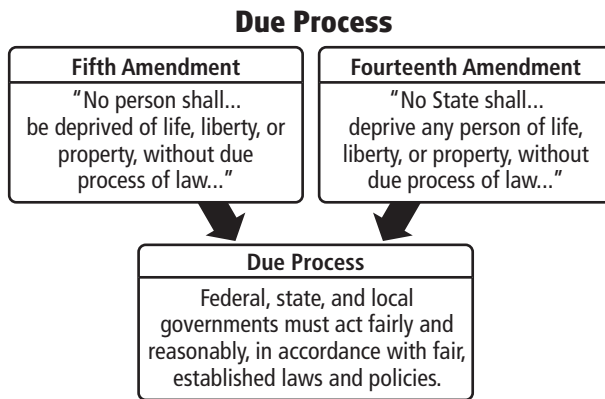 Due Process
Fifth Amendment
"No person shall...
be deprived of life, liberty, or
property, without due
process of law..."
Fourteenth Amendment
"No State shall...
deprive any person of life,
liberty, or property, without
due process of law..."
Due Process
Federal, state, and local
governments must act fairly and
reasonably, in accordance with fair,
established laws and policies.